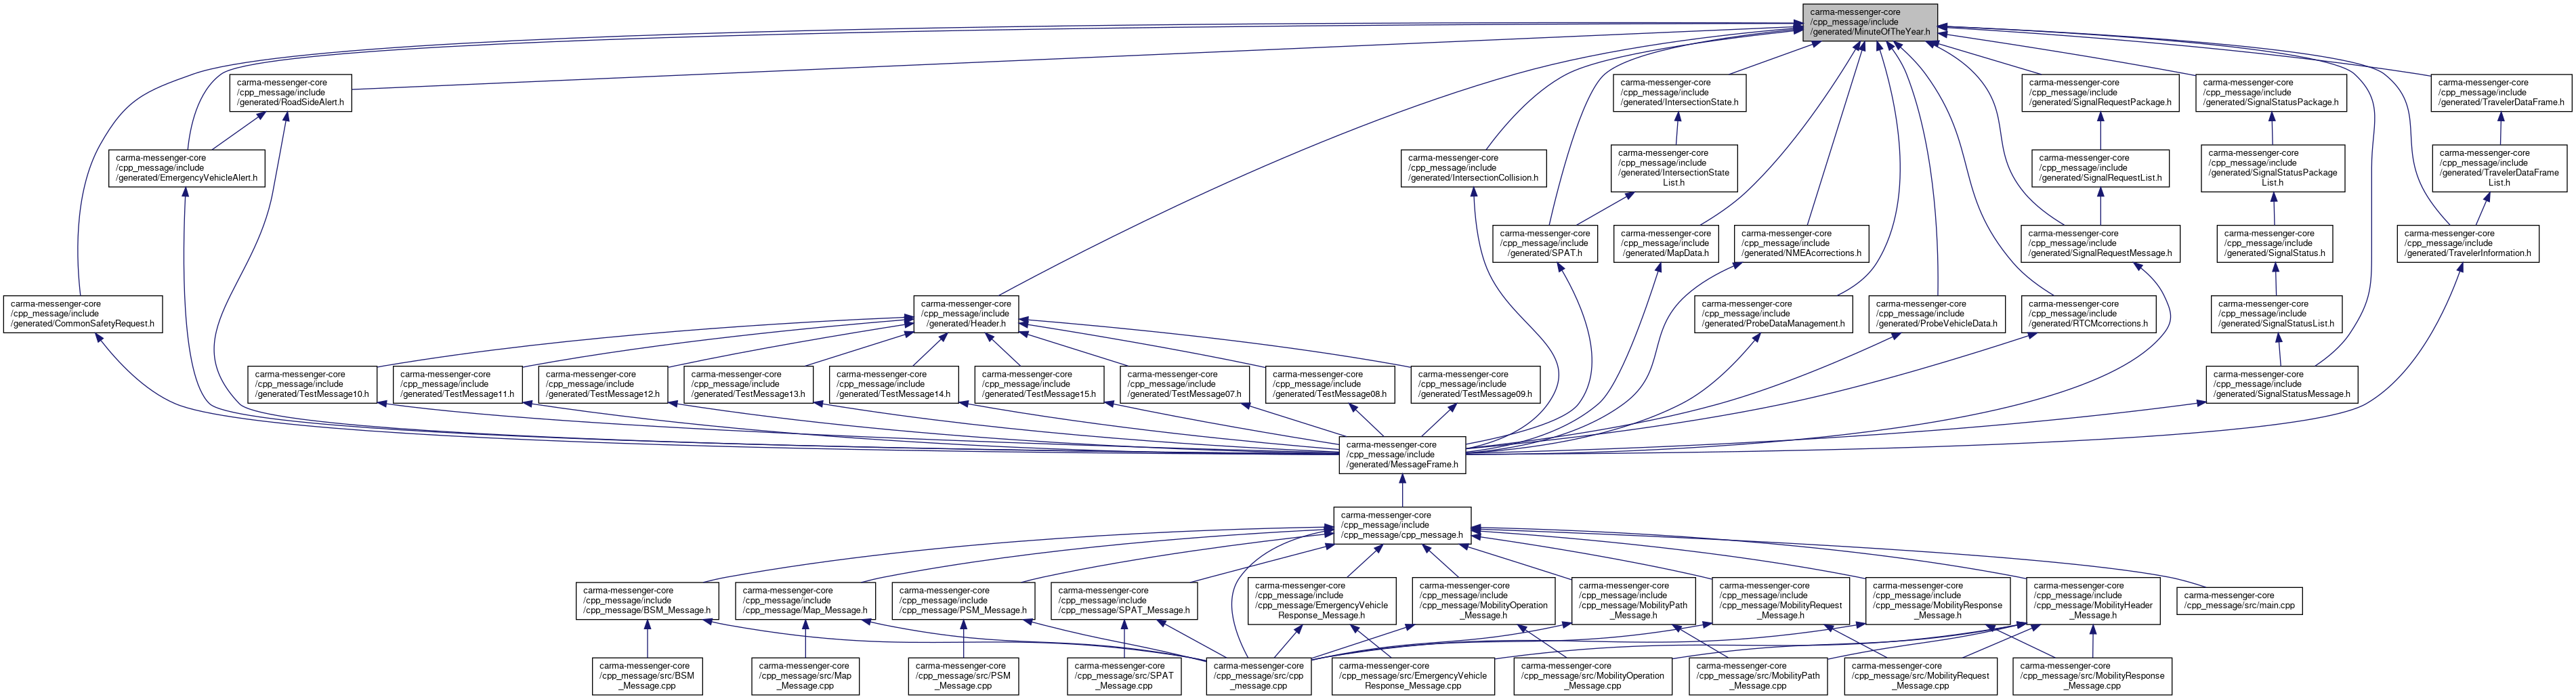 carma-messenger-core
/cpp_message/include
/generated/MinuteOfTheYear.h
carma-messenger-core
/cpp_message/include
/generated/RoadSideAlert.h
carma-messenger-core
/cpp_message/include
/generated/IntersectionState.h
carma-messenger-core
/cpp_message/include
/generated/SignalRequestPackage.h
carma-messenger-core
/cpp_message/include
/generated/SignalStatusPackage.h
carma-messenger-core
/cpp_message/include
/generated/TravelerDataFrame.h
carma-messenger-core
/cpp_message/include
/generated/EmergencyVehicleAlert.h
carma-messenger-core
/cpp_message/include
/generated/IntersectionCollision.h
carma-messenger-core
/cpp_message/include
/generated/IntersectionState
List.h
carma-messenger-core
/cpp_message/include
/generated/SignalRequestList.h
carma-messenger-core
/cpp_message/include
/generated/SignalStatusPackage
List.h
carma-messenger-core
/cpp_message/include
/generated/TravelerDataFrame
List.h
carma-messenger-core
/cpp_message/include
/generated/SPAT.h
carma-messenger-core
/cpp_message/include
/generated/MapData.h
carma-messenger-core
/cpp_message/include
/generated/NMEAcorrections.h
carma-messenger-core
/cpp_message/include
/generated/SignalRequestMessage.h
carma-messenger-core
/cpp_message/include
/generated/SignalStatus.h
carma-messenger-core
/cpp_message/include
/generated/TravelerInformation.h
carma-messenger-core
/cpp_message/include
/generated/CommonSafetyRequest.h
carma-messenger-core
/cpp_message/include
/generated/Header.h
carma-messenger-core
/cpp_message/include
/generated/ProbeDataManagement.h
carma-messenger-core
/cpp_message/include
/generated/ProbeVehicleData.h
carma-messenger-core
/cpp_message/include
/generated/RTCMcorrections.h
carma-messenger-core
/cpp_message/include
/generated/SignalStatusList.h
carma-messenger-core
/cpp_message/include
/generated/TestMessage10.h
carma-messenger-core
/cpp_message/include
/generated/TestMessage11.h
carma-messenger-core
/cpp_message/include
/generated/TestMessage12.h
carma-messenger-core
/cpp_message/include
/generated/TestMessage13.h
carma-messenger-core
/cpp_message/include
/generated/TestMessage14.h
carma-messenger-core
/cpp_message/include
/generated/TestMessage15.h
carma-messenger-core
/cpp_message/include
/generated/TestMessage07.h
carma-messenger-core
/cpp_message/include
/generated/TestMessage08.h
carma-messenger-core
/cpp_message/include
/generated/TestMessage09.h
carma-messenger-core
/cpp_message/include
/generated/SignalStatusMessage.h
carma-messenger-core
/cpp_message/include
/generated/MessageFrame.h
carma-messenger-core
/cpp_message/include
/cpp_message/cpp_message.h
carma-messenger-core
/cpp_message/include
/cpp_message/BSM_Message.h
carma-messenger-core
/cpp_message/include
/cpp_message/Map_Message.h
carma-messenger-core
/cpp_message/include
/cpp_message/PSM_Message.h
carma-messenger-core
/cpp_message/include
/cpp_message/SPAT_Message.h
carma-messenger-core
/cpp_message/include
/cpp_message/EmergencyVehicle
Response_Message.h
carma-messenger-core
/cpp_message/include
/cpp_message/MobilityOperation
_Message.h
carma-messenger-core
/cpp_message/include
/cpp_message/MobilityPath
_Message.h
carma-messenger-core
/cpp_message/include
/cpp_message/MobilityRequest
_Message.h
carma-messenger-core
/cpp_message/include
/cpp_message/MobilityResponse
_Message.h
carma-messenger-core
/cpp_message/include
/cpp_message/MobilityHeader
_Message.h
carma-messenger-core
/cpp_message/src/main.cpp
carma-messenger-core
/cpp_message/src/BSM
_Message.cpp
carma-messenger-core
/cpp_message/src/Map
_Message.cpp
carma-messenger-core
/cpp_message/src/PSM
_Message.cpp
carma-messenger-core
/cpp_message/src/SPAT
_Message.cpp
carma-messenger-core
/cpp_message/src/cpp
_message.cpp
carma-messenger-core
/cpp_message/src/EmergencyVehicle
Response_Message.cpp
carma-messenger-core
/cpp_message/src/MobilityOperation
_Message.cpp
carma-messenger-core
/cpp_message/src/MobilityPath
_Message.cpp
carma-messenger-core
/cpp_message/src/MobilityRequest
_Message.cpp
carma-messenger-core
/cpp_message/src/MobilityResponse
_Message.cpp